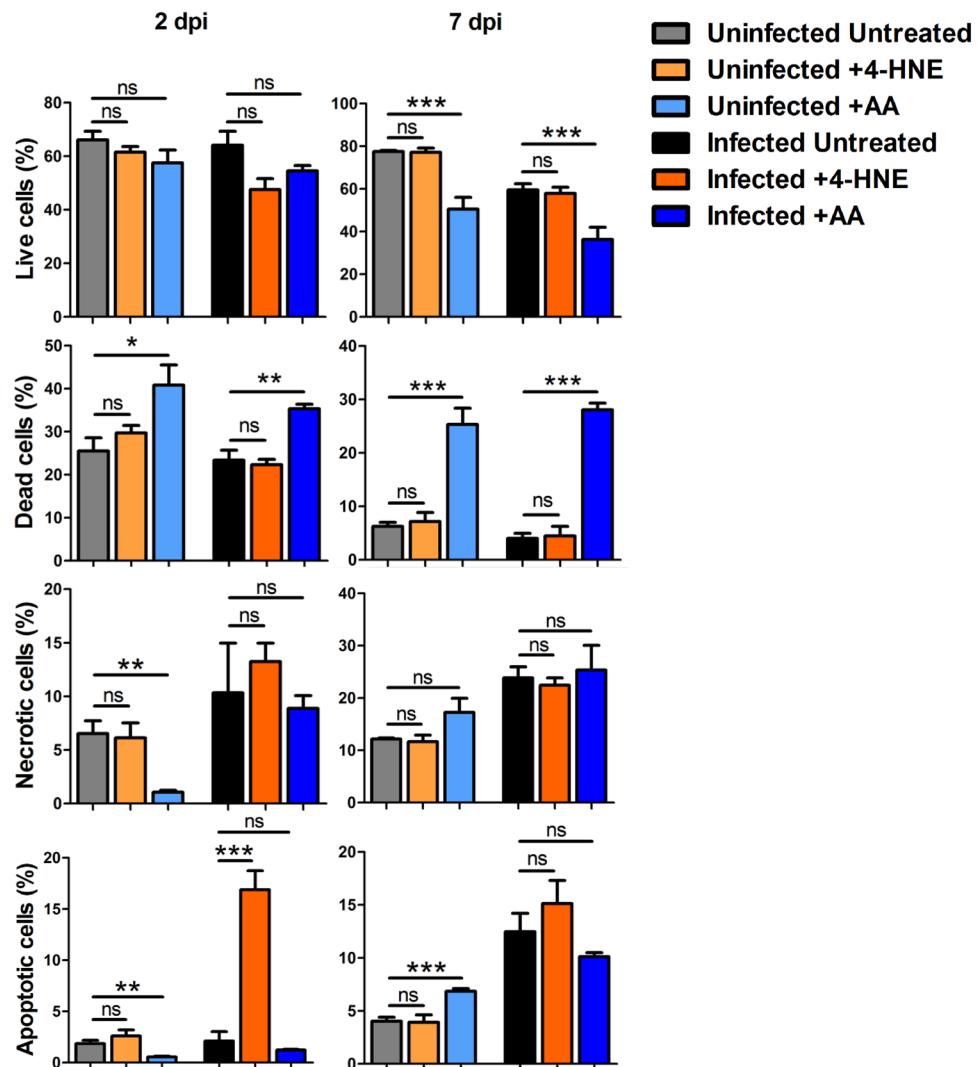 2 dpi
7 dpi
Uninfected Untreated
Uninfected +4-HNE
Uninfected +AA
Infected Untreated
Infected +4-HNE
Infected +AA
Live cells (%)
80
60
40
20
0
ns
ns
ns
ns
100
80
60
40
20
0
***
ns
***
ns
Dead cells (%)
50
40
30
20
10
0
*
ns
**
ns
40
30
20
10
0
***
ns
***
ns
Necrotic cells (%)
20
15
10
5
0
**
ns
ns
ns
40
30
20
10
0
ns
ns
ns
ns
Apoptotic cells (%)
20
15
10
5
0
**
ns
ns
***
20
15
10
5
0
***
ns
ns
ns